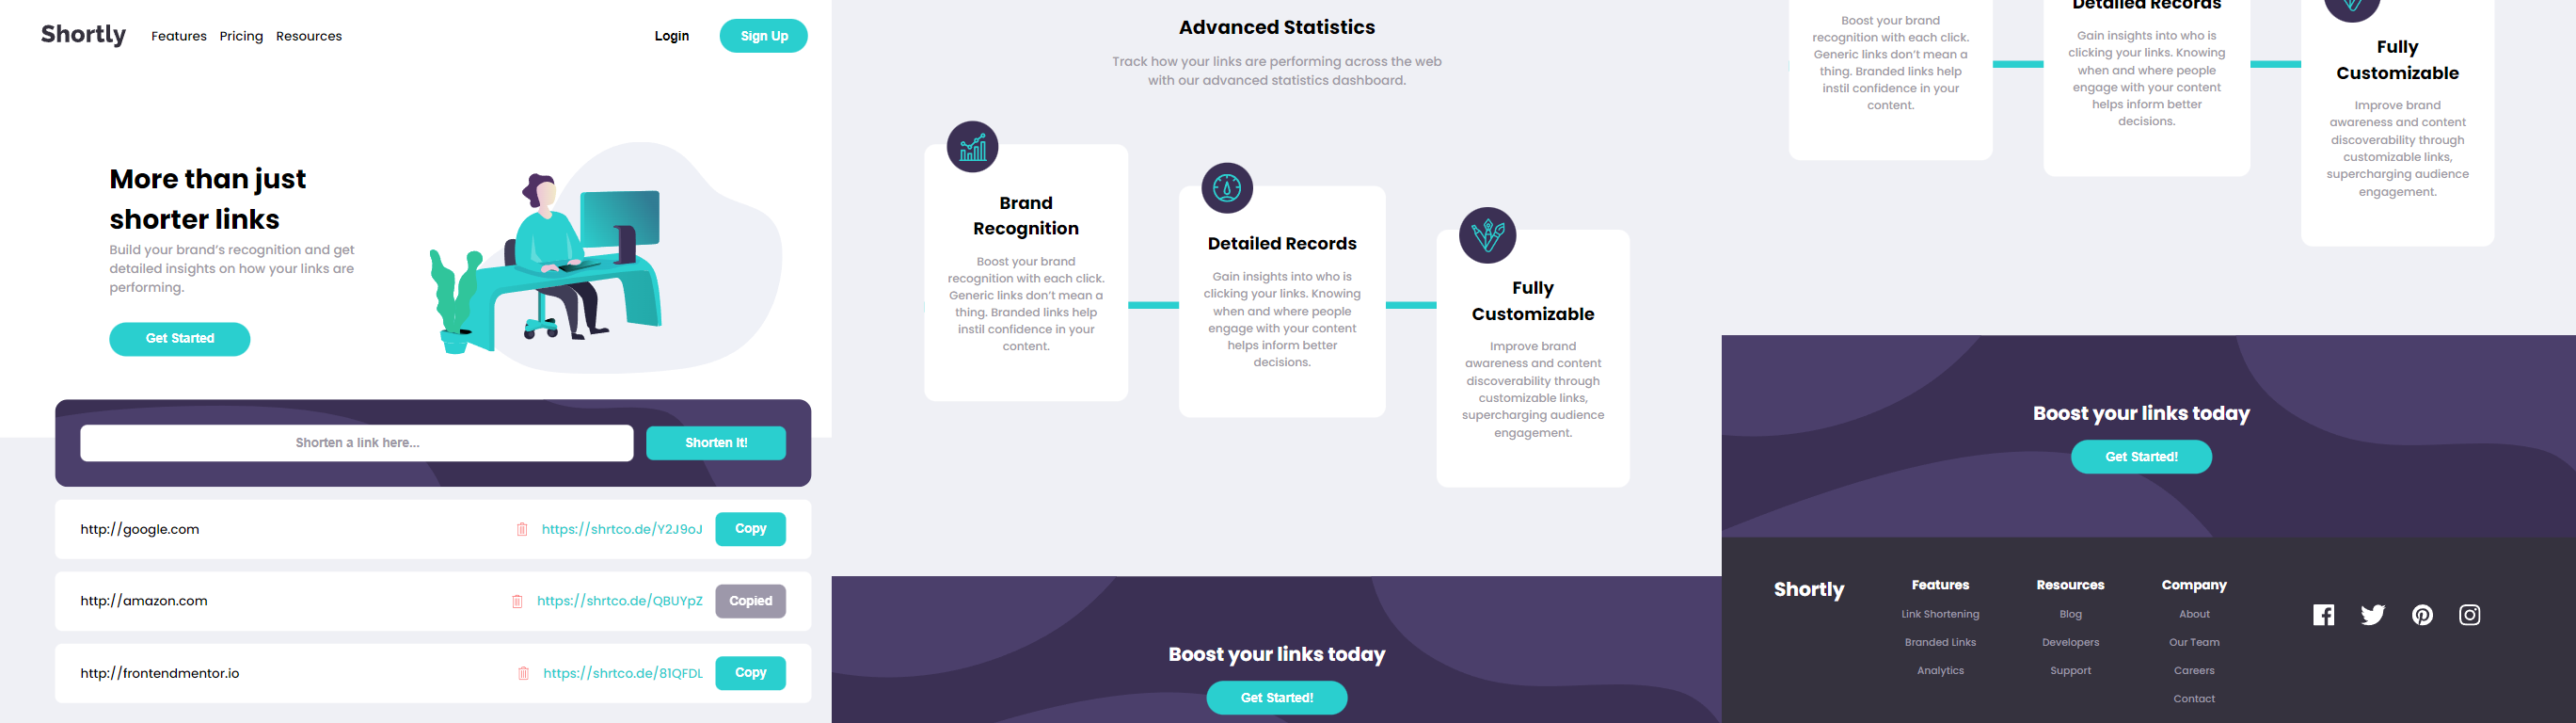 Shortly
Features Pricing Resources
Login
Sign Up
More than just
shorter links
Build your brand's recognition and get
detailed insights on how your links are
performing.
Get Started
Shorten a link here...
Shorten It!
http://google.com
https://shrtco.de/Y2J9oJ
Copy
http://amazon.com
https://shrtco.de/QBUYpZ
Copied
http://frontendmentor.io
https://shrtco.de/81QFDL
Copy
Advanced Statistics
Track how your links are performing across the web
with our advanced statistics dashboard.
Brand
Recognition
Boost your brand
recognition with each click.
Generic links don't mean a
thing. Branded links help
instil confidence in your
content.
Detailed Records
Gain insights into who is
clicking your links. Knowing
when and where people
engage with your content
helps inform better
decisions.
Fully
Customizable
Improve brand
awareness and content
discoverability through
customizable links,
supercharging audience
engagement.
Boost your links today
Get Started!
Boost your brand
recognition with each click.
Generic links don't mean a
thing. Branded links help
instil confidence in your
content.
Detailed Records
Gain insights into who is
clicking your links. Knowing
when and where people
engage with your content
helps inform better
decisions.
Fully
Customizable
Improve brand
awareness and content
discoverability through
customizable links,
supercharging audience
engagement.
Boost your links today
Get Started!
Shortly
Features
Link Shortening
Branded Links
Analytics
Resources
Blog
Developers
Support
Company
About
Our Team
Careers
Contact